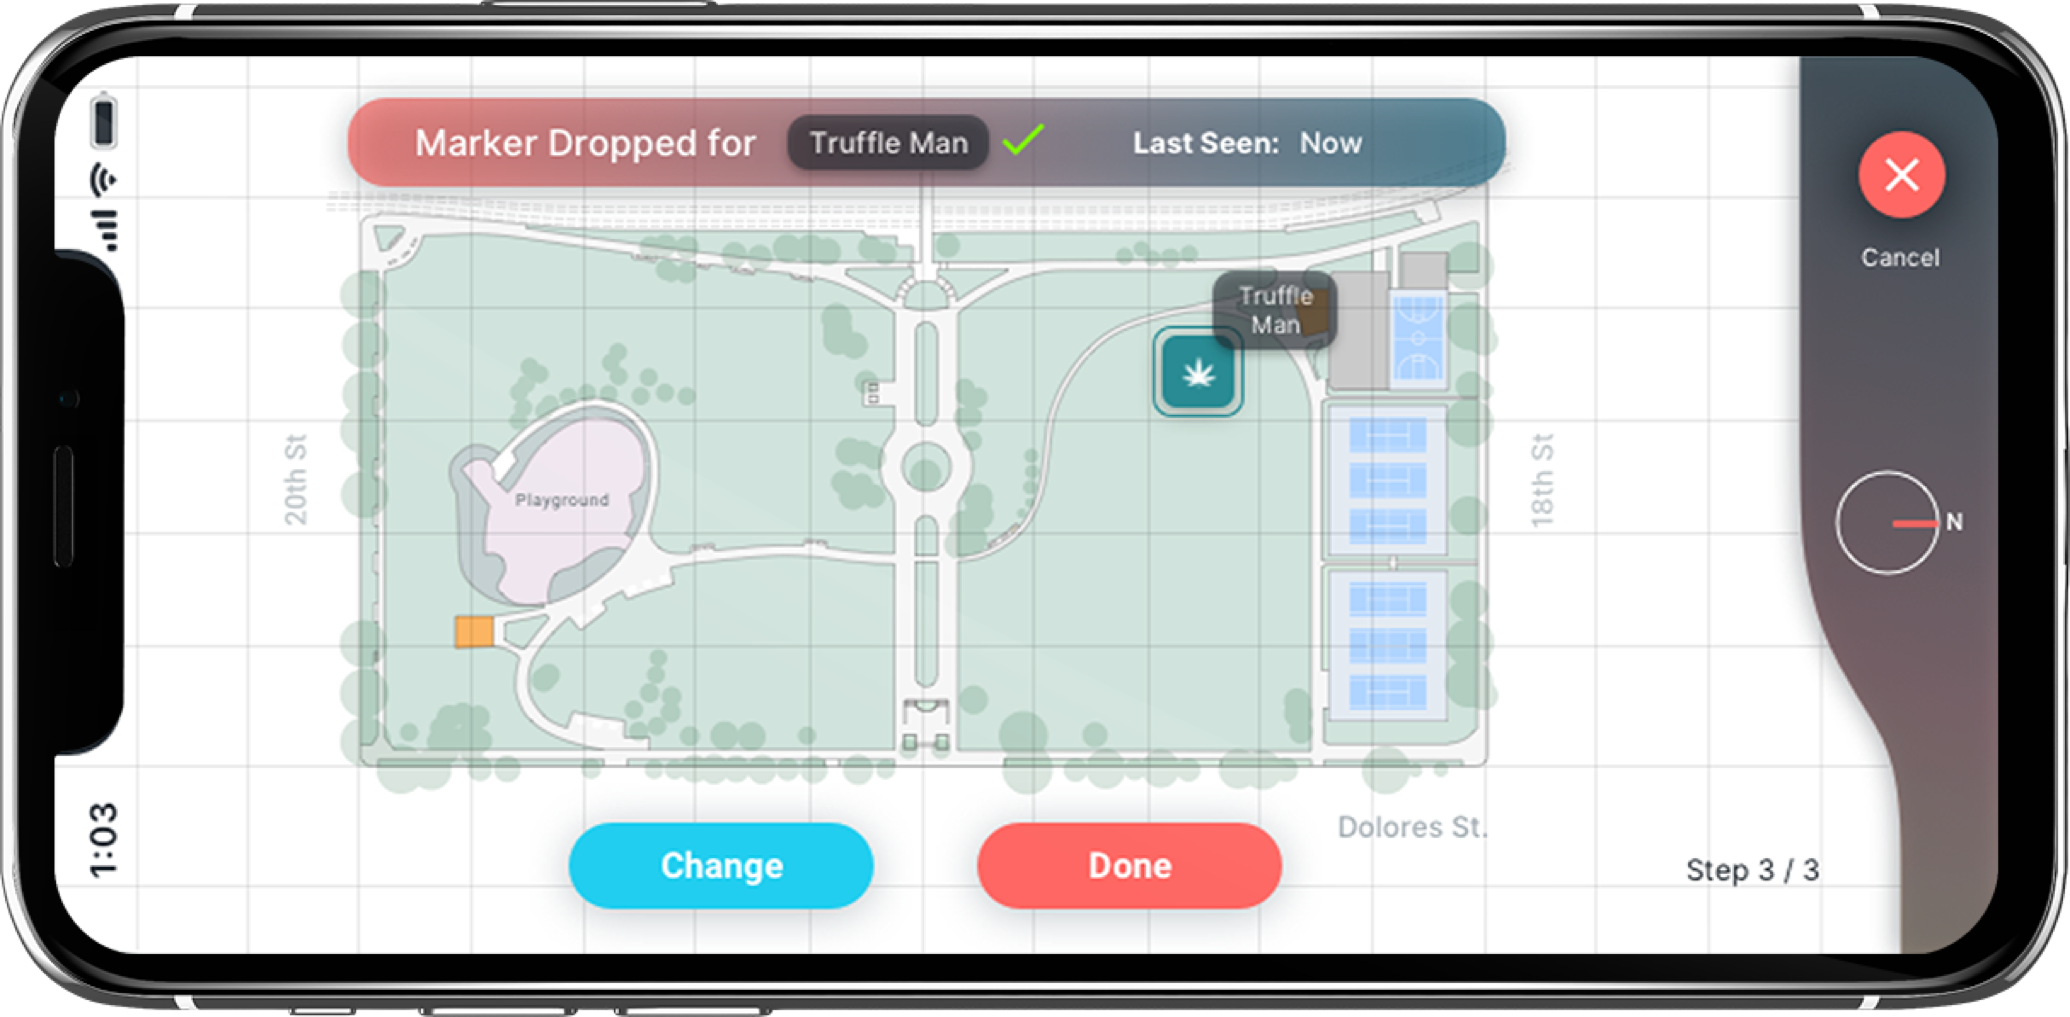 Marker Dropped for Truffle Man Last Seen: Now
Cancel
Truffle
Man
N
20th St
18th St
Playground
1:03
Dolores St.
Change
Done
Step 3 / 3